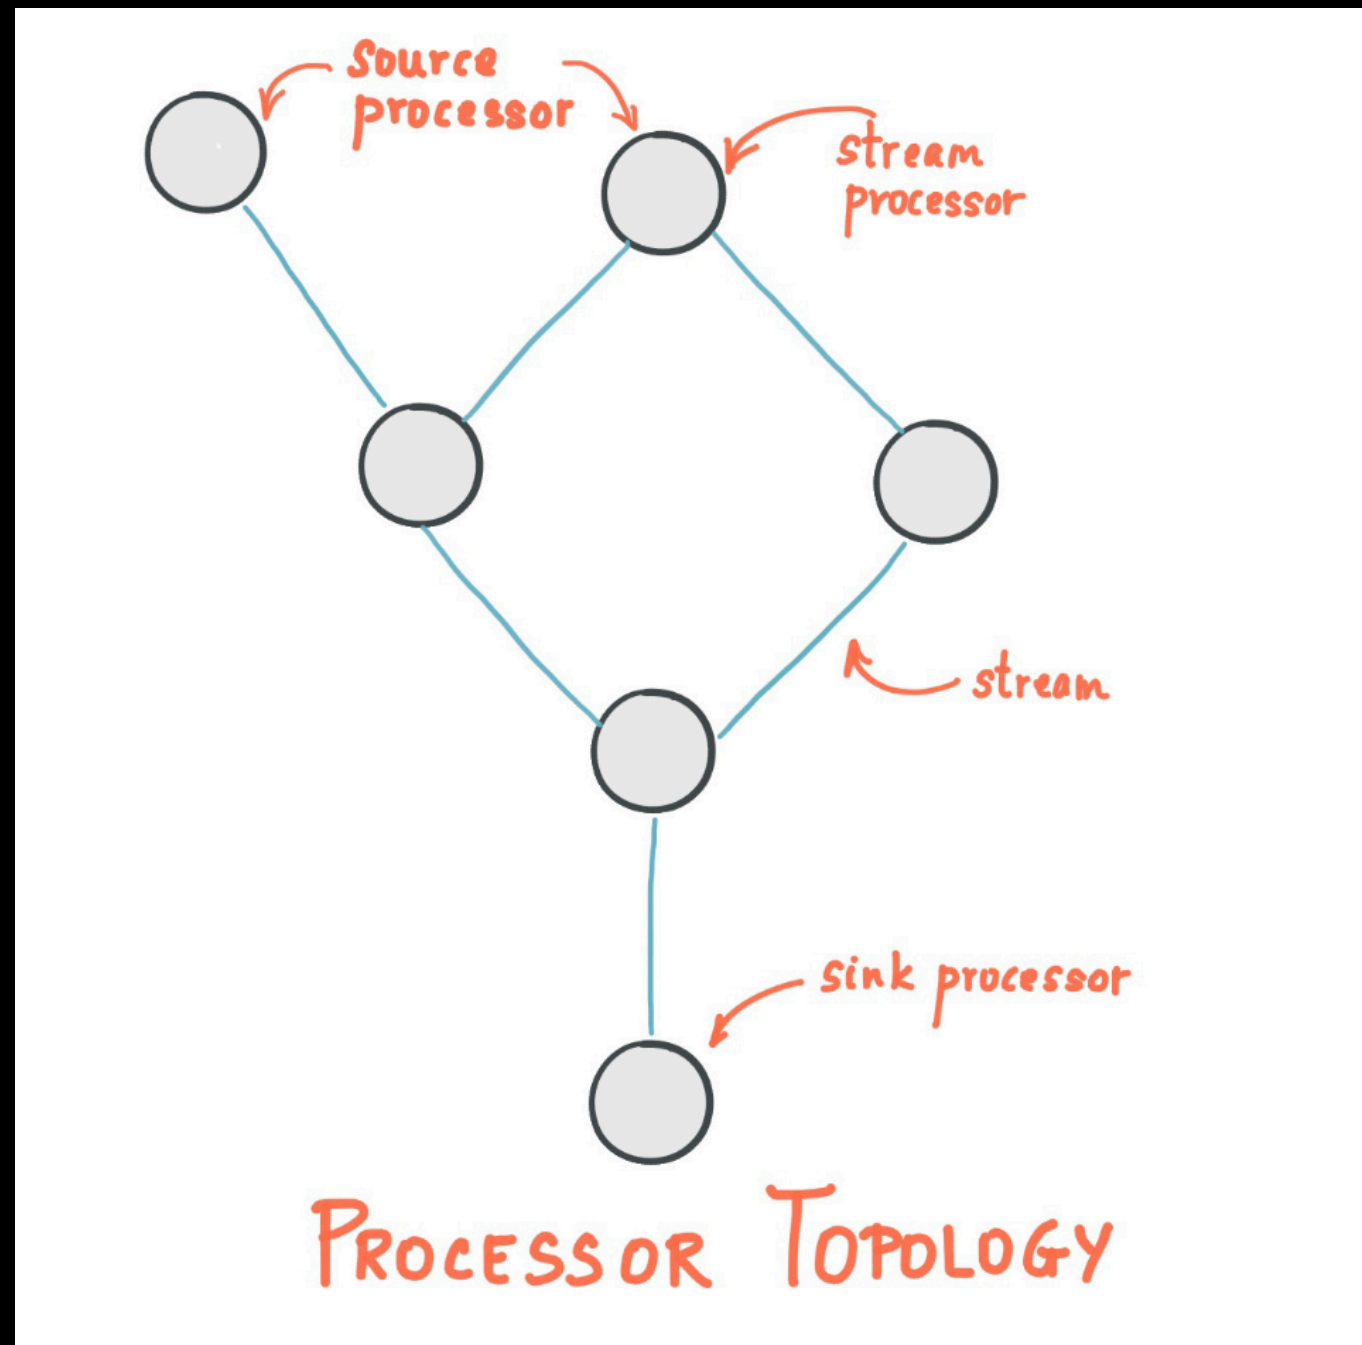 Source
processor
stream
processor
stream
sink processor
PROCESSOR TOPOLOGY